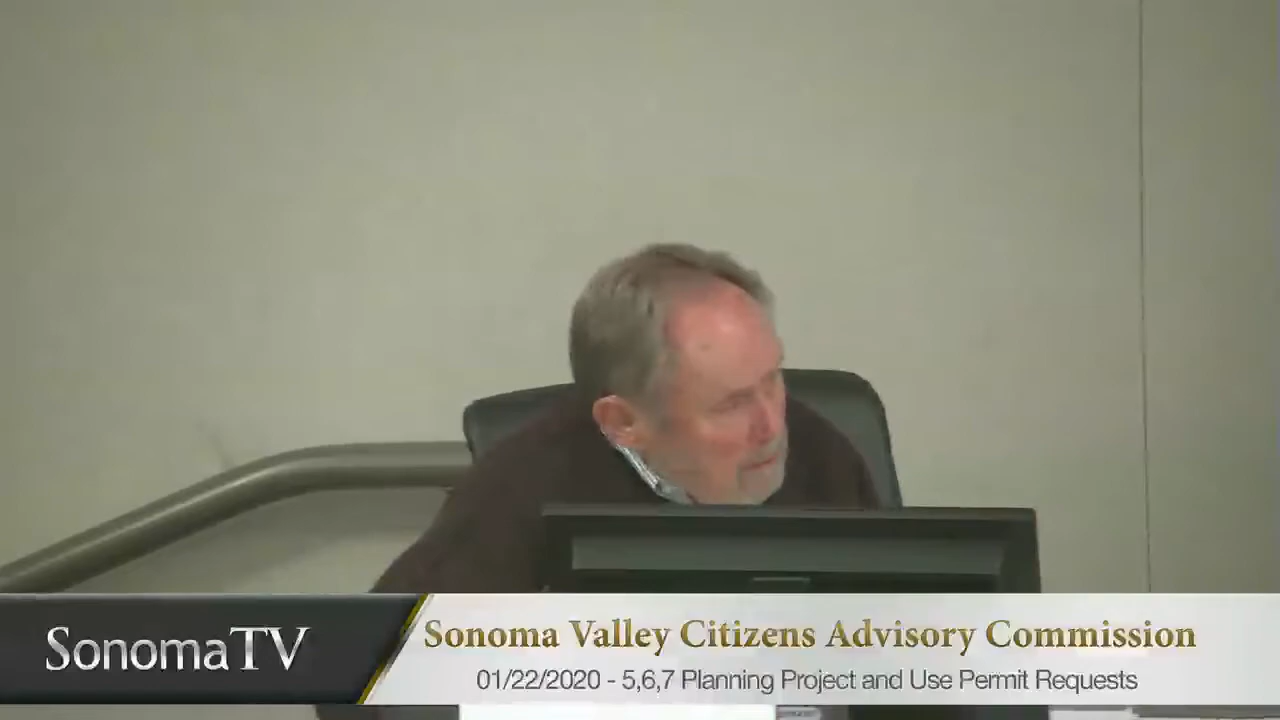 SonomaTV
Sonoma Valley Citizens Advisory Commission
01/22/2020 - 5,6,7 Planning Project and Use Permit Requests